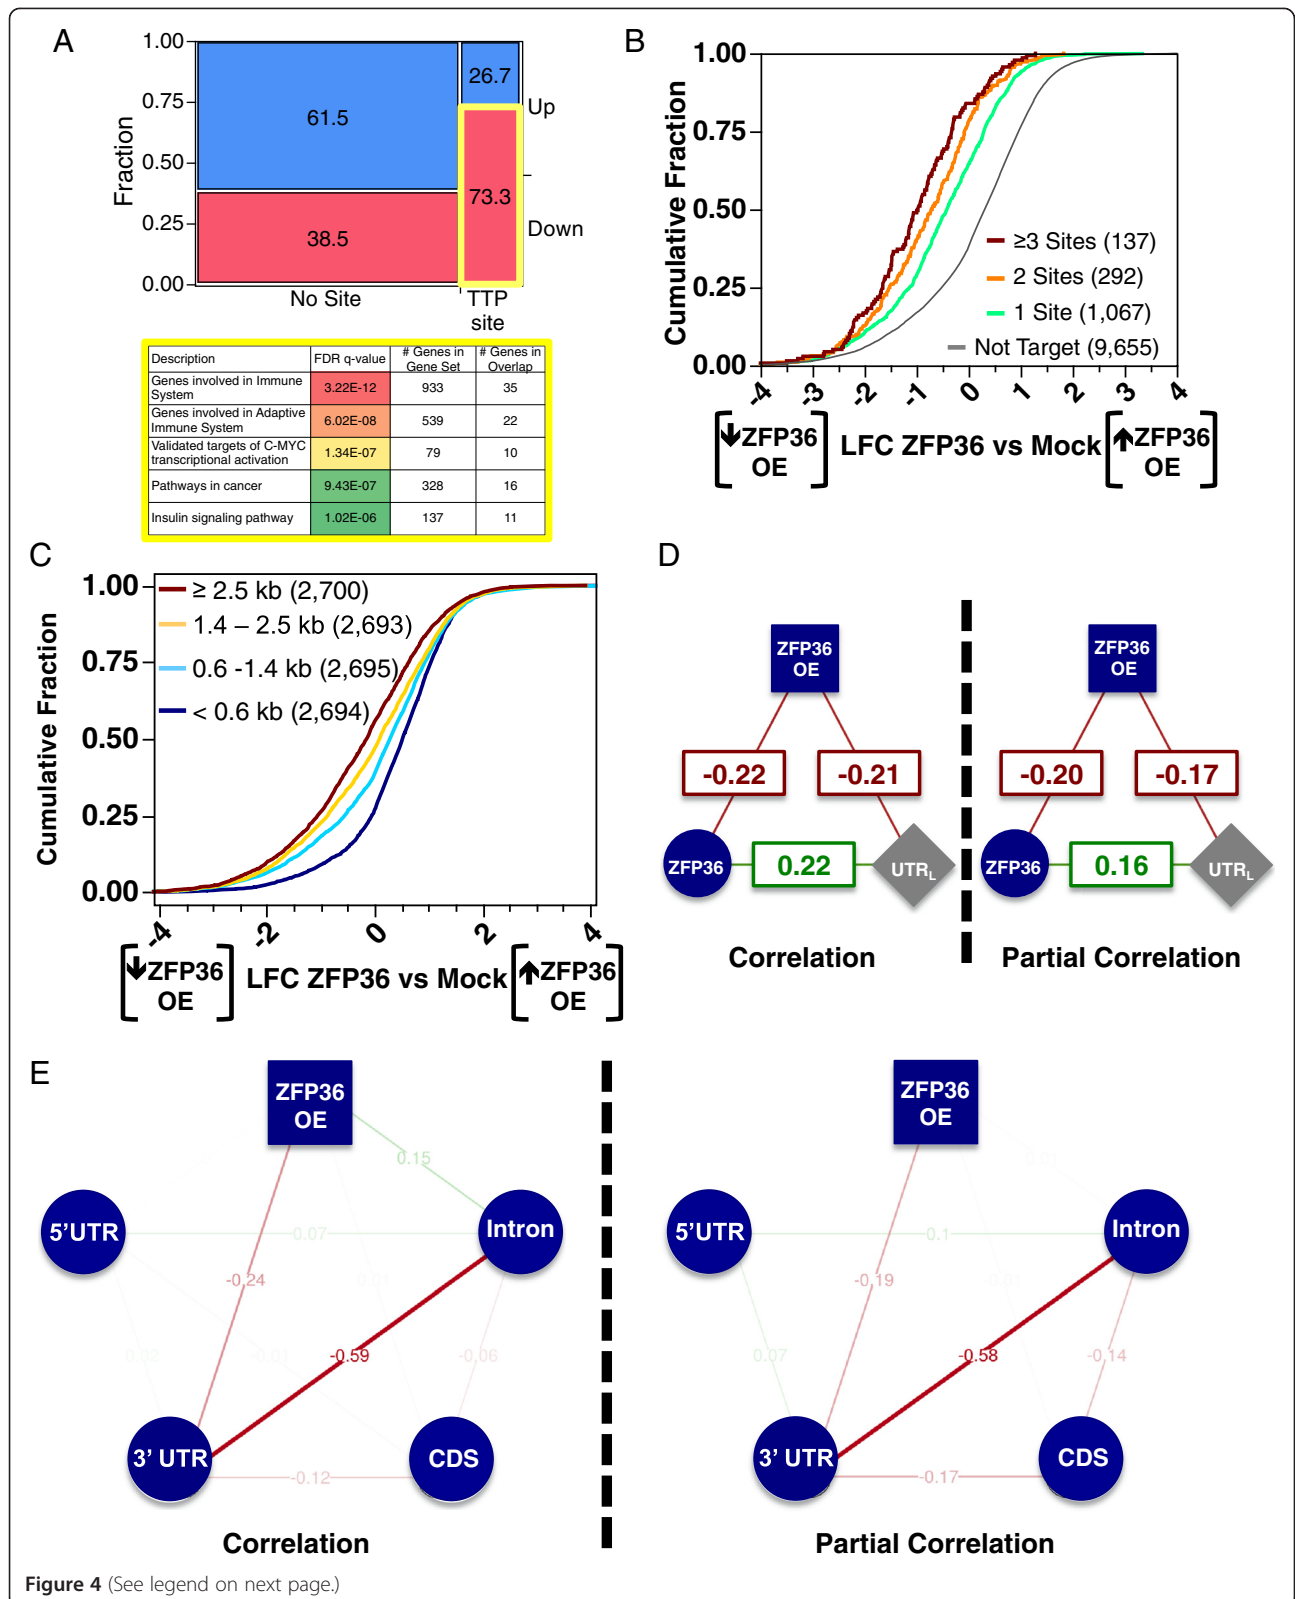 A
1.00
0.75
0.50
0.25
0.00
Fraction
61.5
38.5
26.7
73.3
Up
Down
No Site
TTP
site
Description FDR q-value # Genes in Gene Set # Genes in Overlap
Genes involved in Immune System 3.22E-12 933 35
Genes involved in Adaptive Immune System 6.02E-08 539 22
Validated targets of C-MYC transcriptional activation 1.34E-07 79 10
Pathways in cancer 9.43E-07 328 16
Insulin signaling pathway 1.02E-06 137 11
B
1.00
0.75
0.50
0.25
0.00
Cumulative Fraction
≥3 Sites (137)
2 Sites (292)
1 Site (1,067)
Not Target (9,655)
-4 -3 -2 -1 0 1 2 3 4
ZFP36
OE
LFC ZFP36 vs Mock
ZFP36
OE
C
1.00
0.75
0.50
0.25
0.00
Cumulative Fraction
≥ 2.5 kb (2,700)
1.4 – 2.5 kb (2,693)
0.6 -1.4 kb (2,695)
< 0.6 kb (2,694)
-4 -2 0 2 4
ZFP36
OE
LFC ZFP36 vs Mock
ZFP36
OE
D
ZFP36
OE
-0.22 -0.21
ZFP36 0.22 UTRL
Correlation
ZFP36
OE
-0.20 -0.17
ZFP36 0.16 UTRL
Partial Correlation
E
ZFP36
OE
0.15
5'UTR
0.07
Intron
-0.24
0.01
0.02
-0.01
-0.59
-0.06
3' UTR
-0.12
CDS
Correlation
ZFP36
OE
0.01
5'UTR
0.1
Intron
-0.19
-0.01
0.07
-0.58
-0.14
3' UTR
-0.17
CDS
Partial Correlation
Figure 4 (See legend on next page.)